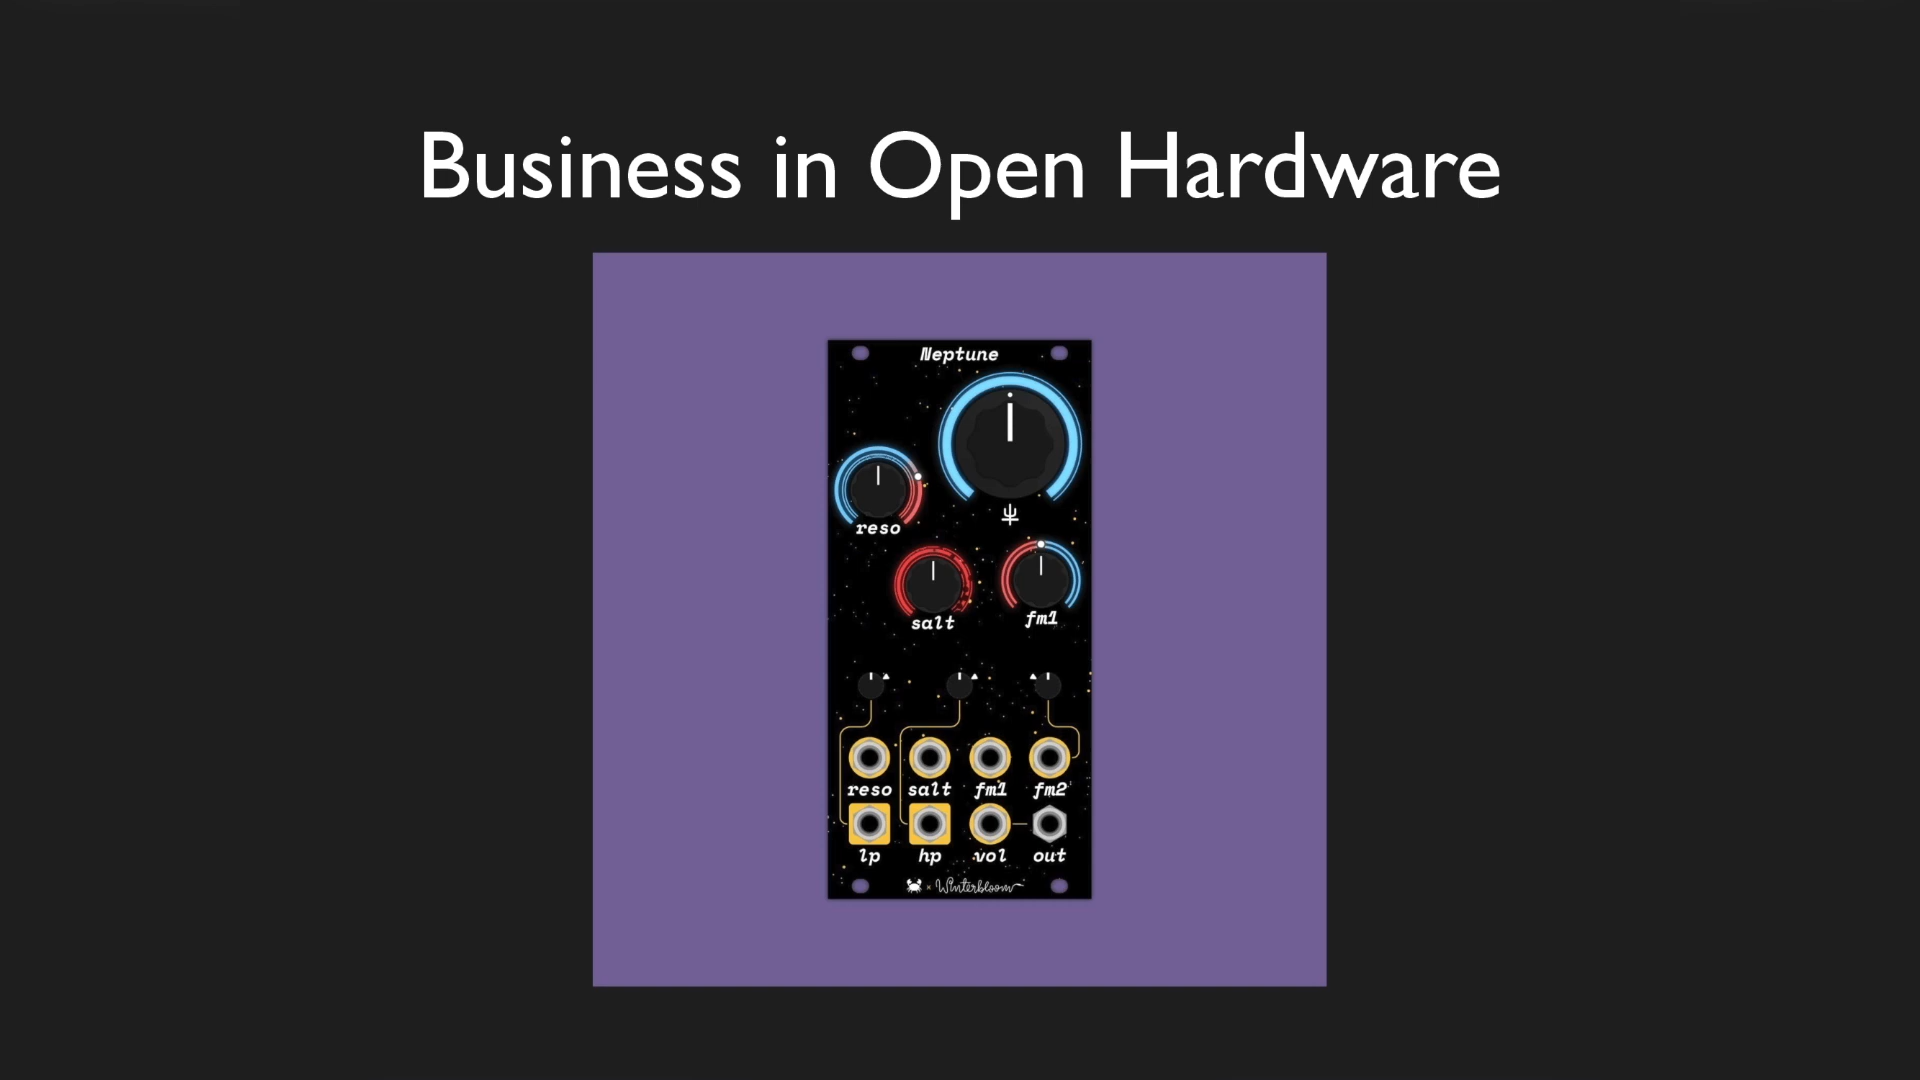 Business in Open Hardware
Neptune
reso
salt fm1
reso salt fm1 fm2
lp hp vol out
Winterbloom